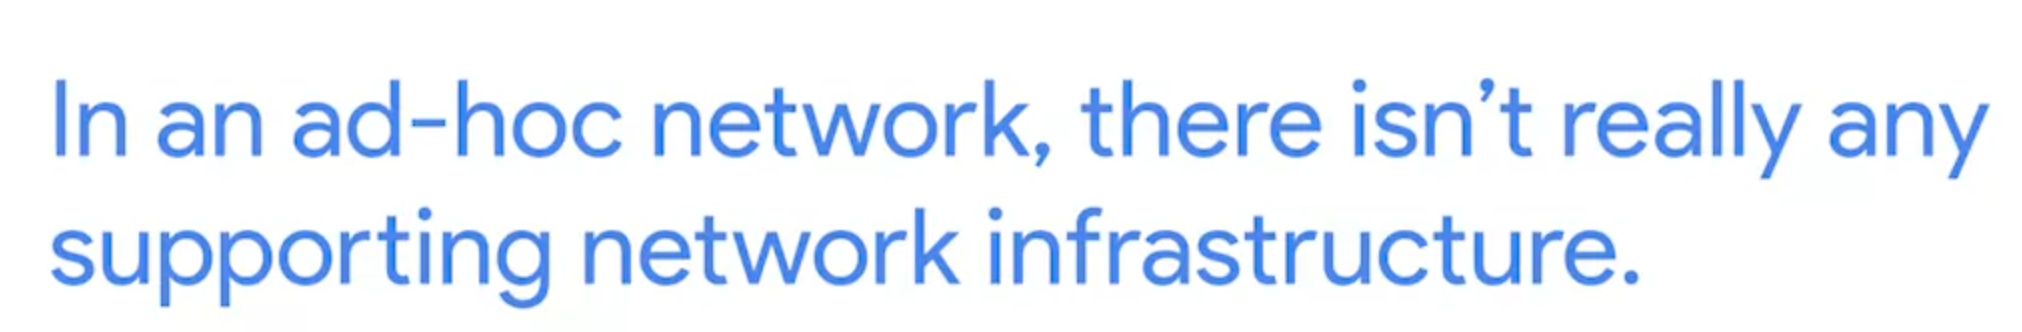 In an ad-hoc network, there isn’t really any
supporting network infrastructure.